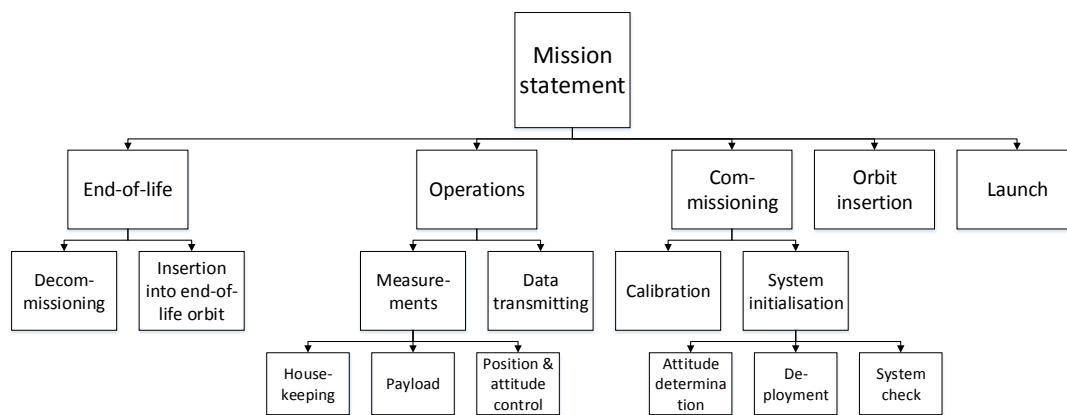 Mission
statement
End-of-life
Operations
Com-
missioning
Orbit
insertion
Launch
Decom-
missioning
Insertion
into end-of-
life orbit
Measure-
ments
Data
transmitting
Calibration
System
initialisation
House-
keeping
Payload
Position &
attitude
control
Attitude
determina
tion
De-
ployment
System
check